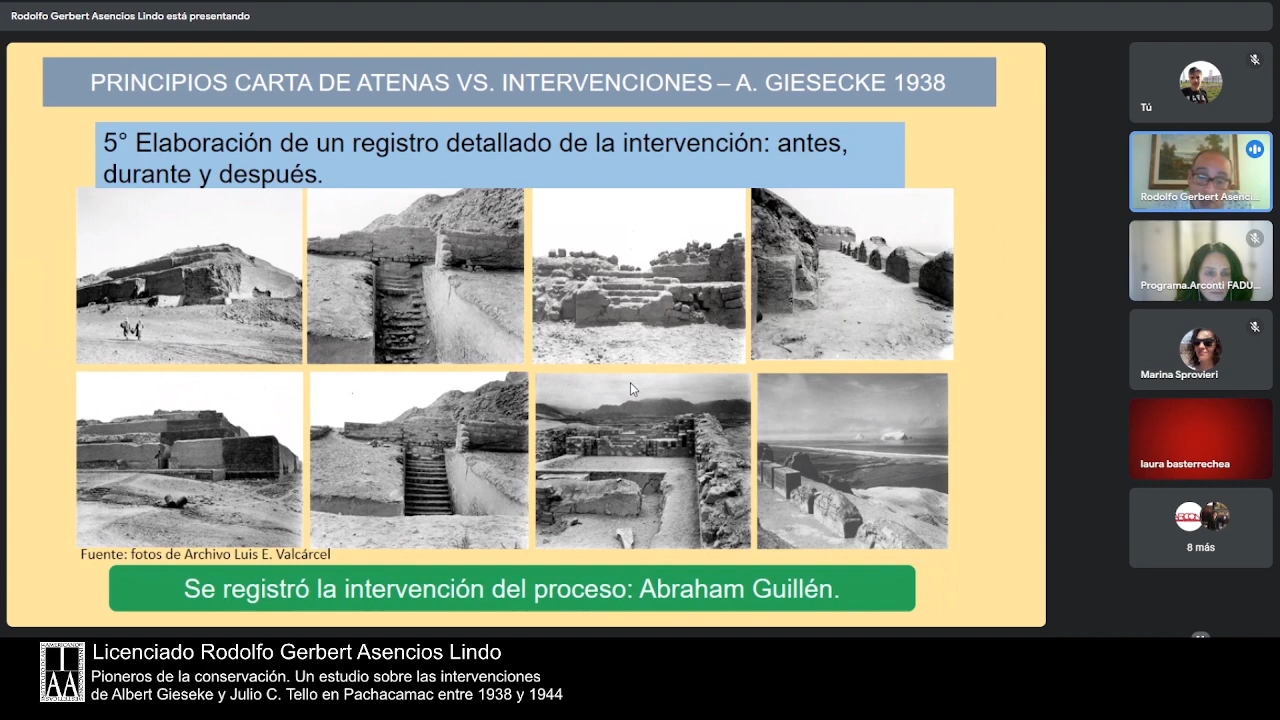 Rodolfo Gerbert Asencios Lindo está presentando
PRINCIPIOS CARTA DE ATENAS VS. INTERVENCIONES – A. GIESECKE 1938
5° Elaboración de un registro detallado de la intervención: antes,
durante y después.
Fuente: fotos de Archivo Luis E. Valcárcel
Se registró la intervención del proceso: Abraham Guillén.
Tú
Rodolfo Gerbert Asenci...
Programa.Arconti FADU...
Marina Sprovieri
laura basterrechea
8 más
Licenciado Rodolfo Gerbert Asencios Lindo
Pioneros de la conservación. Un estudio sobre las intervenciones
de Albert Gieseke y Julio C. Tello en Pachacamac entre 1938 y 1944
IAA